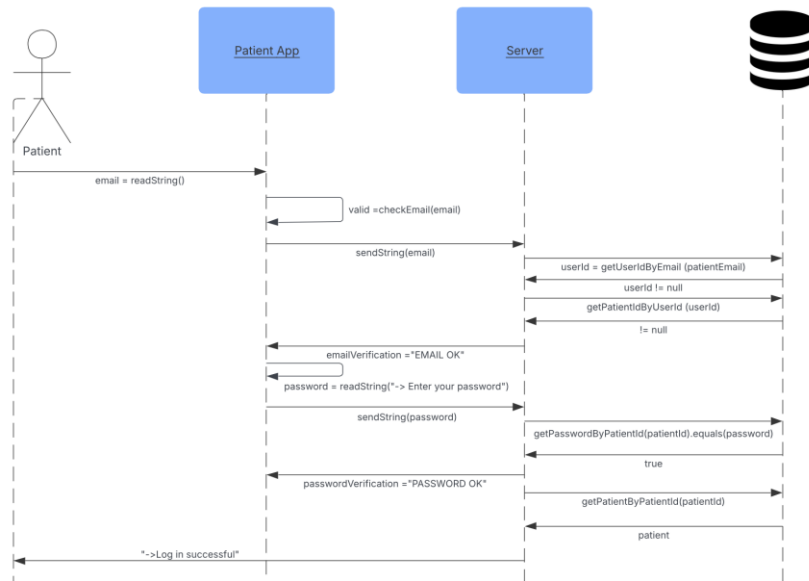 Patient App
Server
Patient
email = readString()
valid =checkEmail(email)
sendString(email)
userId = getUserIdByEmail (patientEmail)
userId != null
getPatientIdByUserId (userId)
!= null
emailVerification ="EMAIL OK"
password = readString("-> Enter your password")
sendString(password)
getPasswordByPatientId(patientId).equals(password)
true
passwordVerification ="PASSWORD OK"
getPatientByPatientId(patientId)
patient
"->Log in successful"